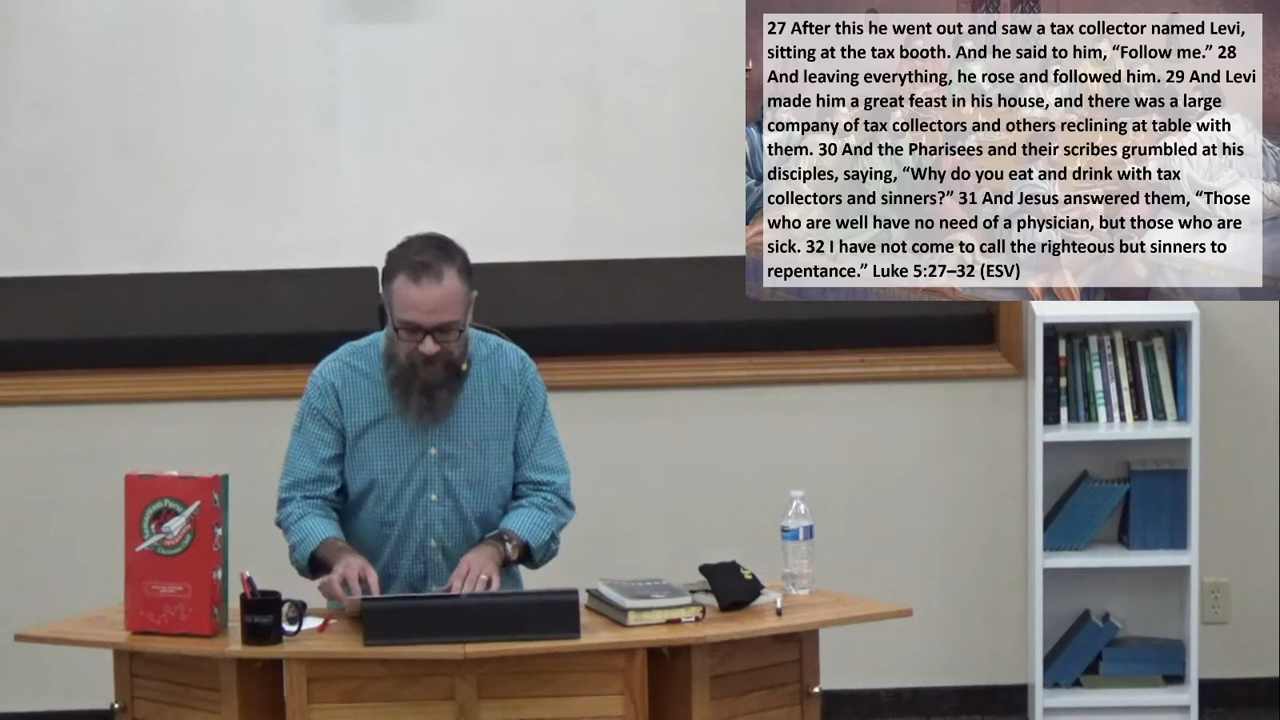 27 After this he went out and saw a tax collector named Levi,
sitting at the tax booth. And he said to him, “Follow me.” 28
And leaving everything, he rose and followed him. 29 And Levi
made him a great feast in his house, and there was a large
company of tax collectors and others reclining at table with
them. 30 And the Pharisees and their scribes grumbled at his
disciples, saying, “Why do you eat and drink with tax
collectors and sinners?” 31 And Jesus answered them, “Those
who are well have no need of a physician, but those who are
sick. 32 I have not come to call the righteous but sinners to
repentance.” Luke 5:27–32 (ESV)